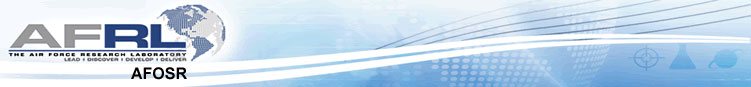 AFRL
THE AIR FORCE RESEARCH LABORATORY
LEAD | DISCOVER | DEVELOP | DELIVER
AFOSR